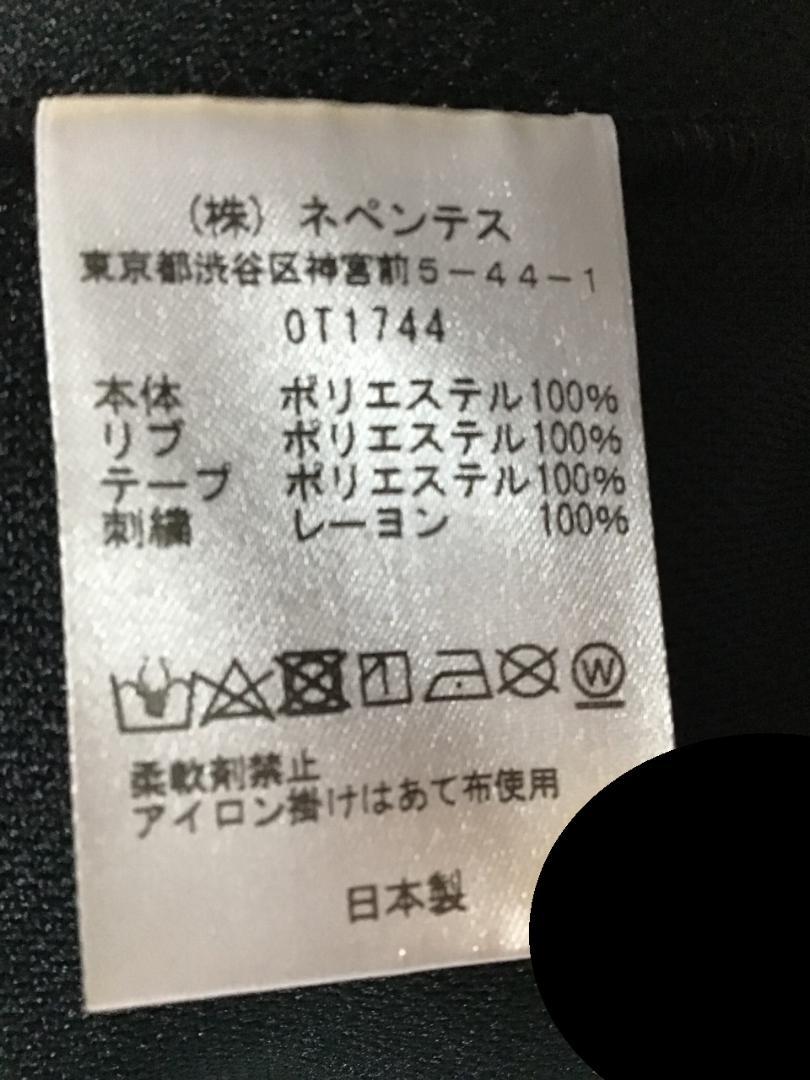 (株) ネペンテス
東京都渋谷区神宮前5-44-1
OT1744
本体 ポリエステル100%
リブ ポリエステル100%
テープ ポリエステル100%
刺繍 レーヨン 100%
W
柔軟剤禁止
アイロン掛けはあて布使用
日本製